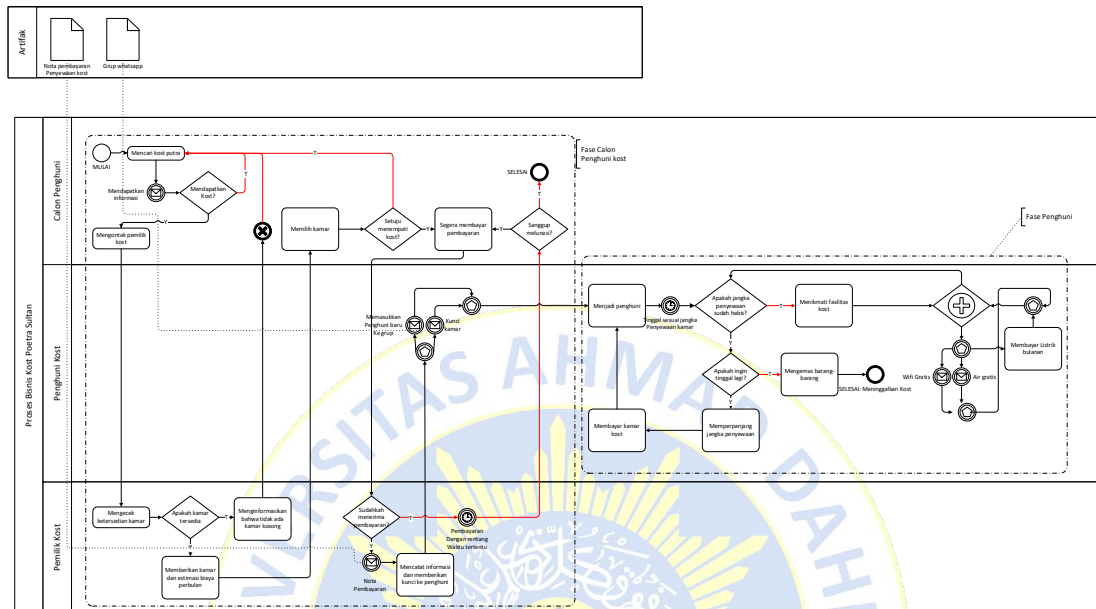 Artifak
Nota pembayaran
Penyewaan kost
Grup whatsapp
Proses Bisnis Kost Poetra Sultan
Calon Penghuni
MULAI
Mencari kost putra
T
T
Mendapatkan
informasi
Mendapatkan
Kost?
Y
Mengontak pemilik
kost
Memilih kamar
Setuju
menempati
kost?
Y
Segera membayar
pembayaran
Y
Sanggup
melunasi?
T
SELESAI
Fase Calon
Penghuni kost
Fase Penghuni
Penghuni Kost
Memasukkan
Penghuni baru
Ke grup
Kunci
kamar
Menjadi penghuni
Tinggal sesuai jangka
Penyewaan kamar
Apakah jangka
penyewaan
sudah habis?
T
Menikmati fasilitas
kost
Y
Apakah ingin
tinggal lagi?
T
Mengemas barang-
barang
SELESAI: Meninggalkan Kost
Y
Memperpanjang
jangka penyewaan
Membayar kamar
kost
Wifi Gratis
Air gratis
Membayar Listrik
bulanan
Pemilik Kost
Mengecek
ketersedian kamar
Apakah kamar
tersedia
T
Menginformasikan
bahwa tidak ada
kamar kosong
Y
Memberikan kamar
dan estimasi biaya
perbulan
Sudahkah
menerima
pembayaran?
T
Pembayaran
Dengan rentang
Waktu tertentu
Y
Nota
Pembayaran
Mencatat informasi
dan memberikan
kunci ke penghuni
VERSITAS AHMAD DAH